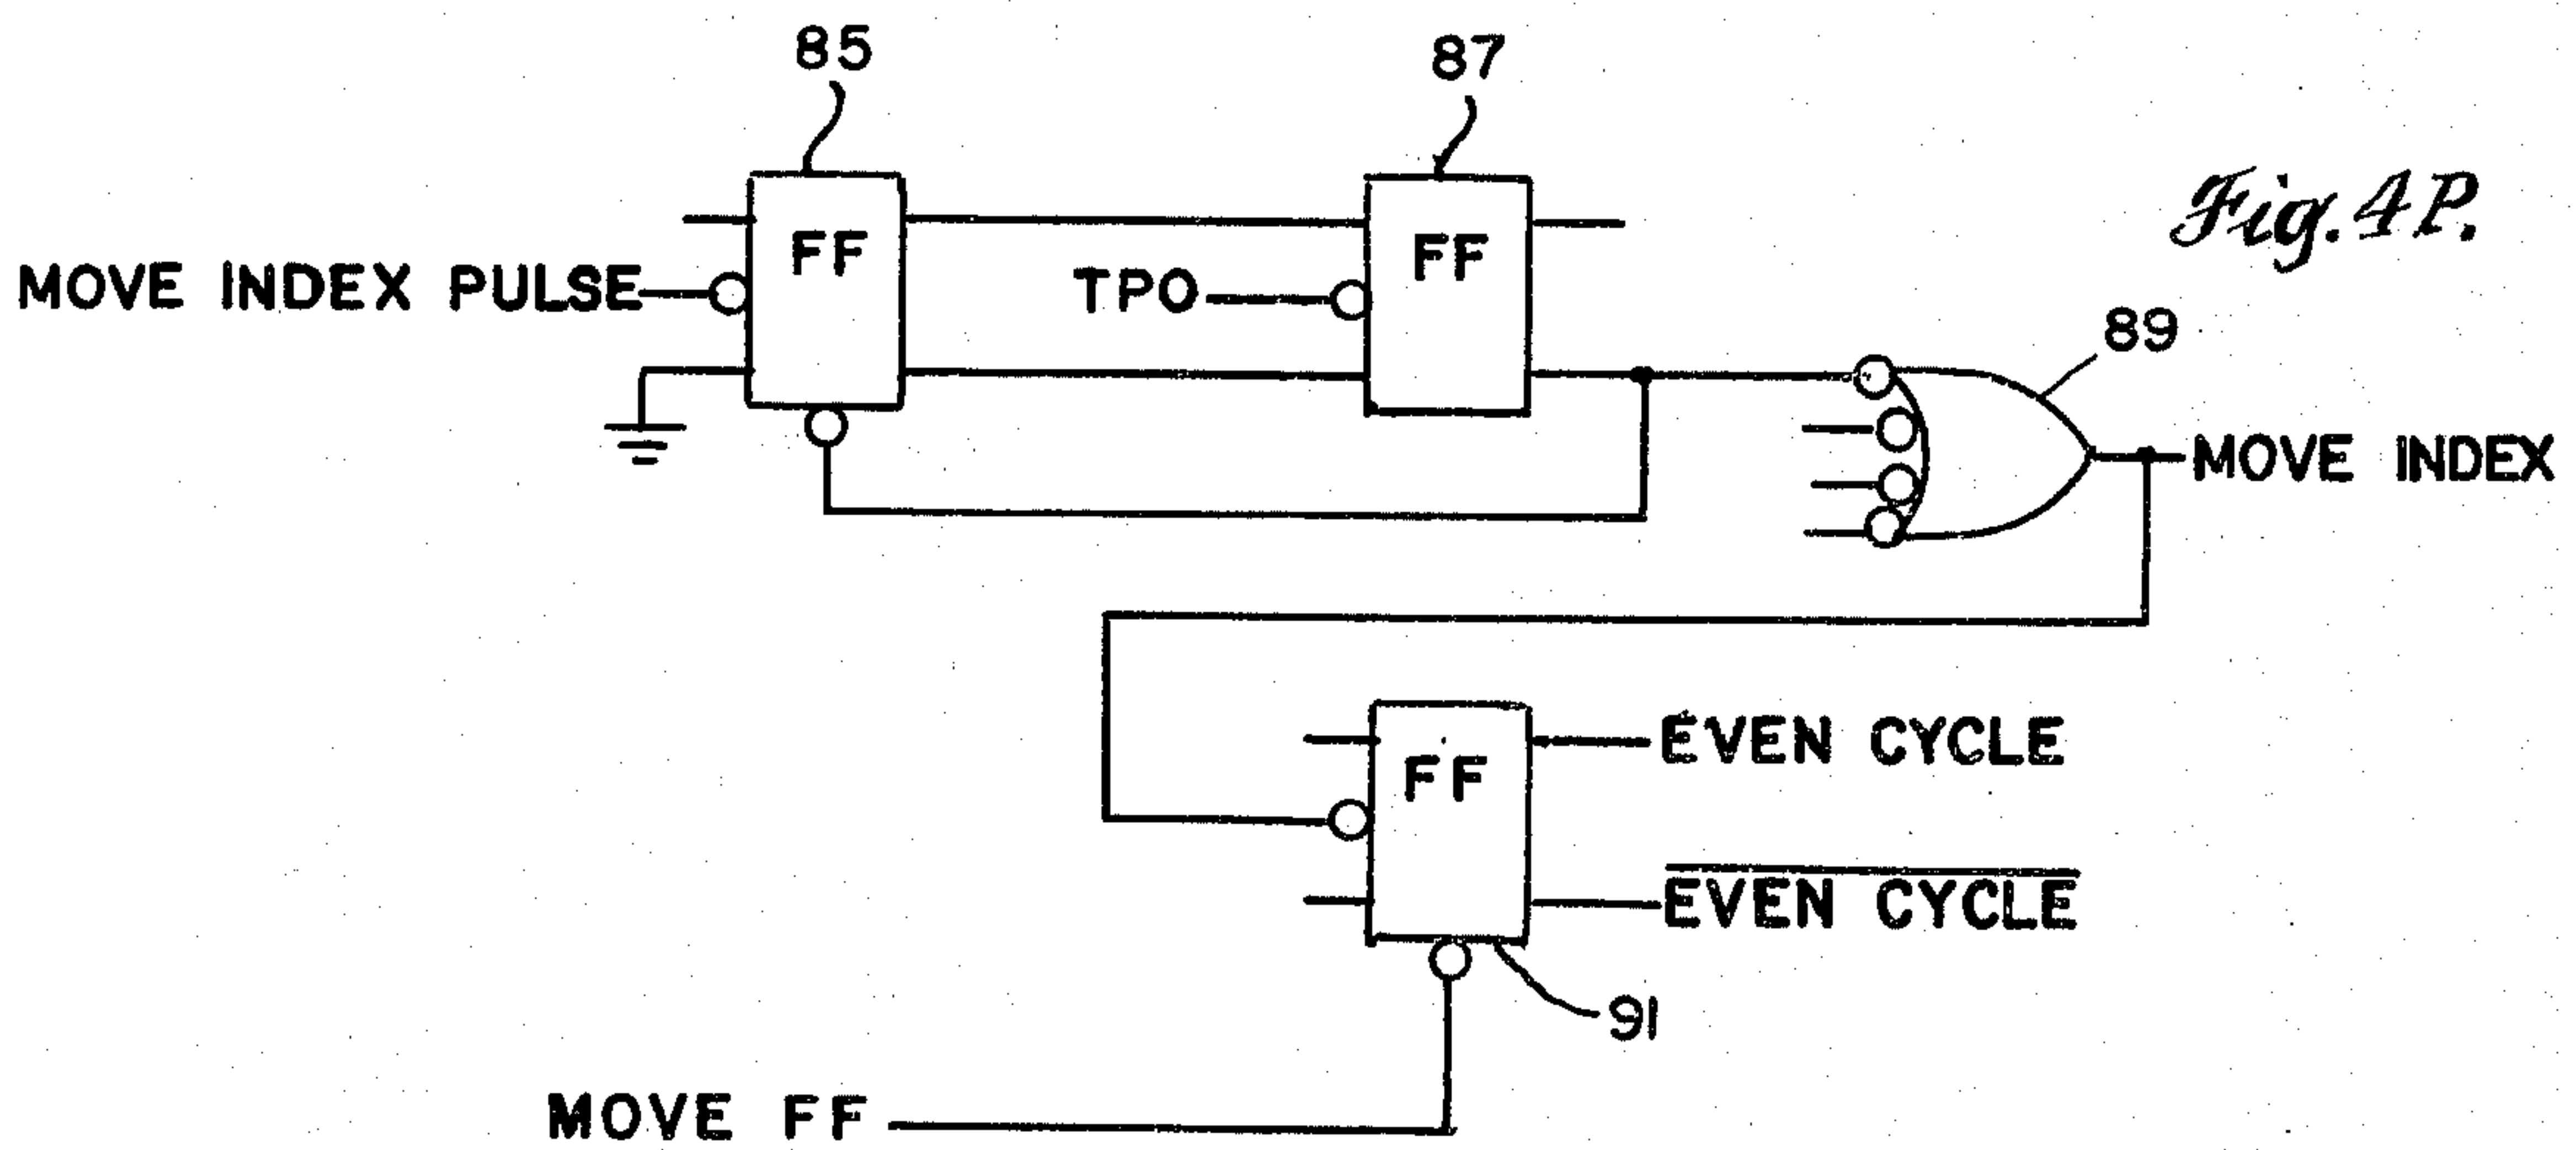 85
87
FF
FF
Fig. 4P.
MOVE INDEX PULSE
TPO
89
MOVE INDEX
FF
EVEN CYCLE
EVEN CYCLE
91
MOVE FF